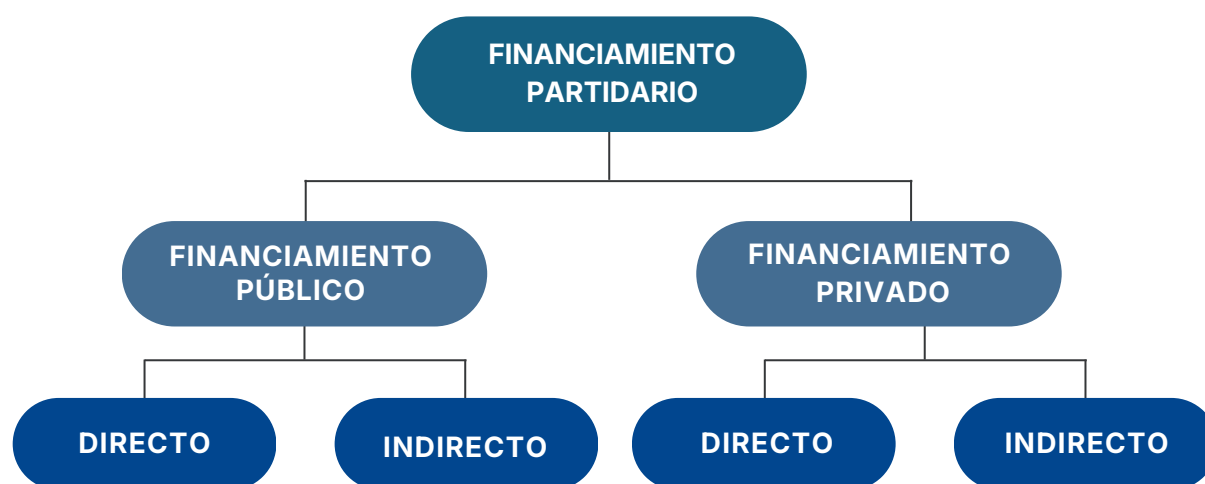 FINANCIAMIENTO
PARTIDARIO
FINANCIAMIENTO
PÚBLICO
FINANCIAMIENTO
PRIVADO
DIRECTO
INDIRECTO
DIRECTO
INDIRECTO